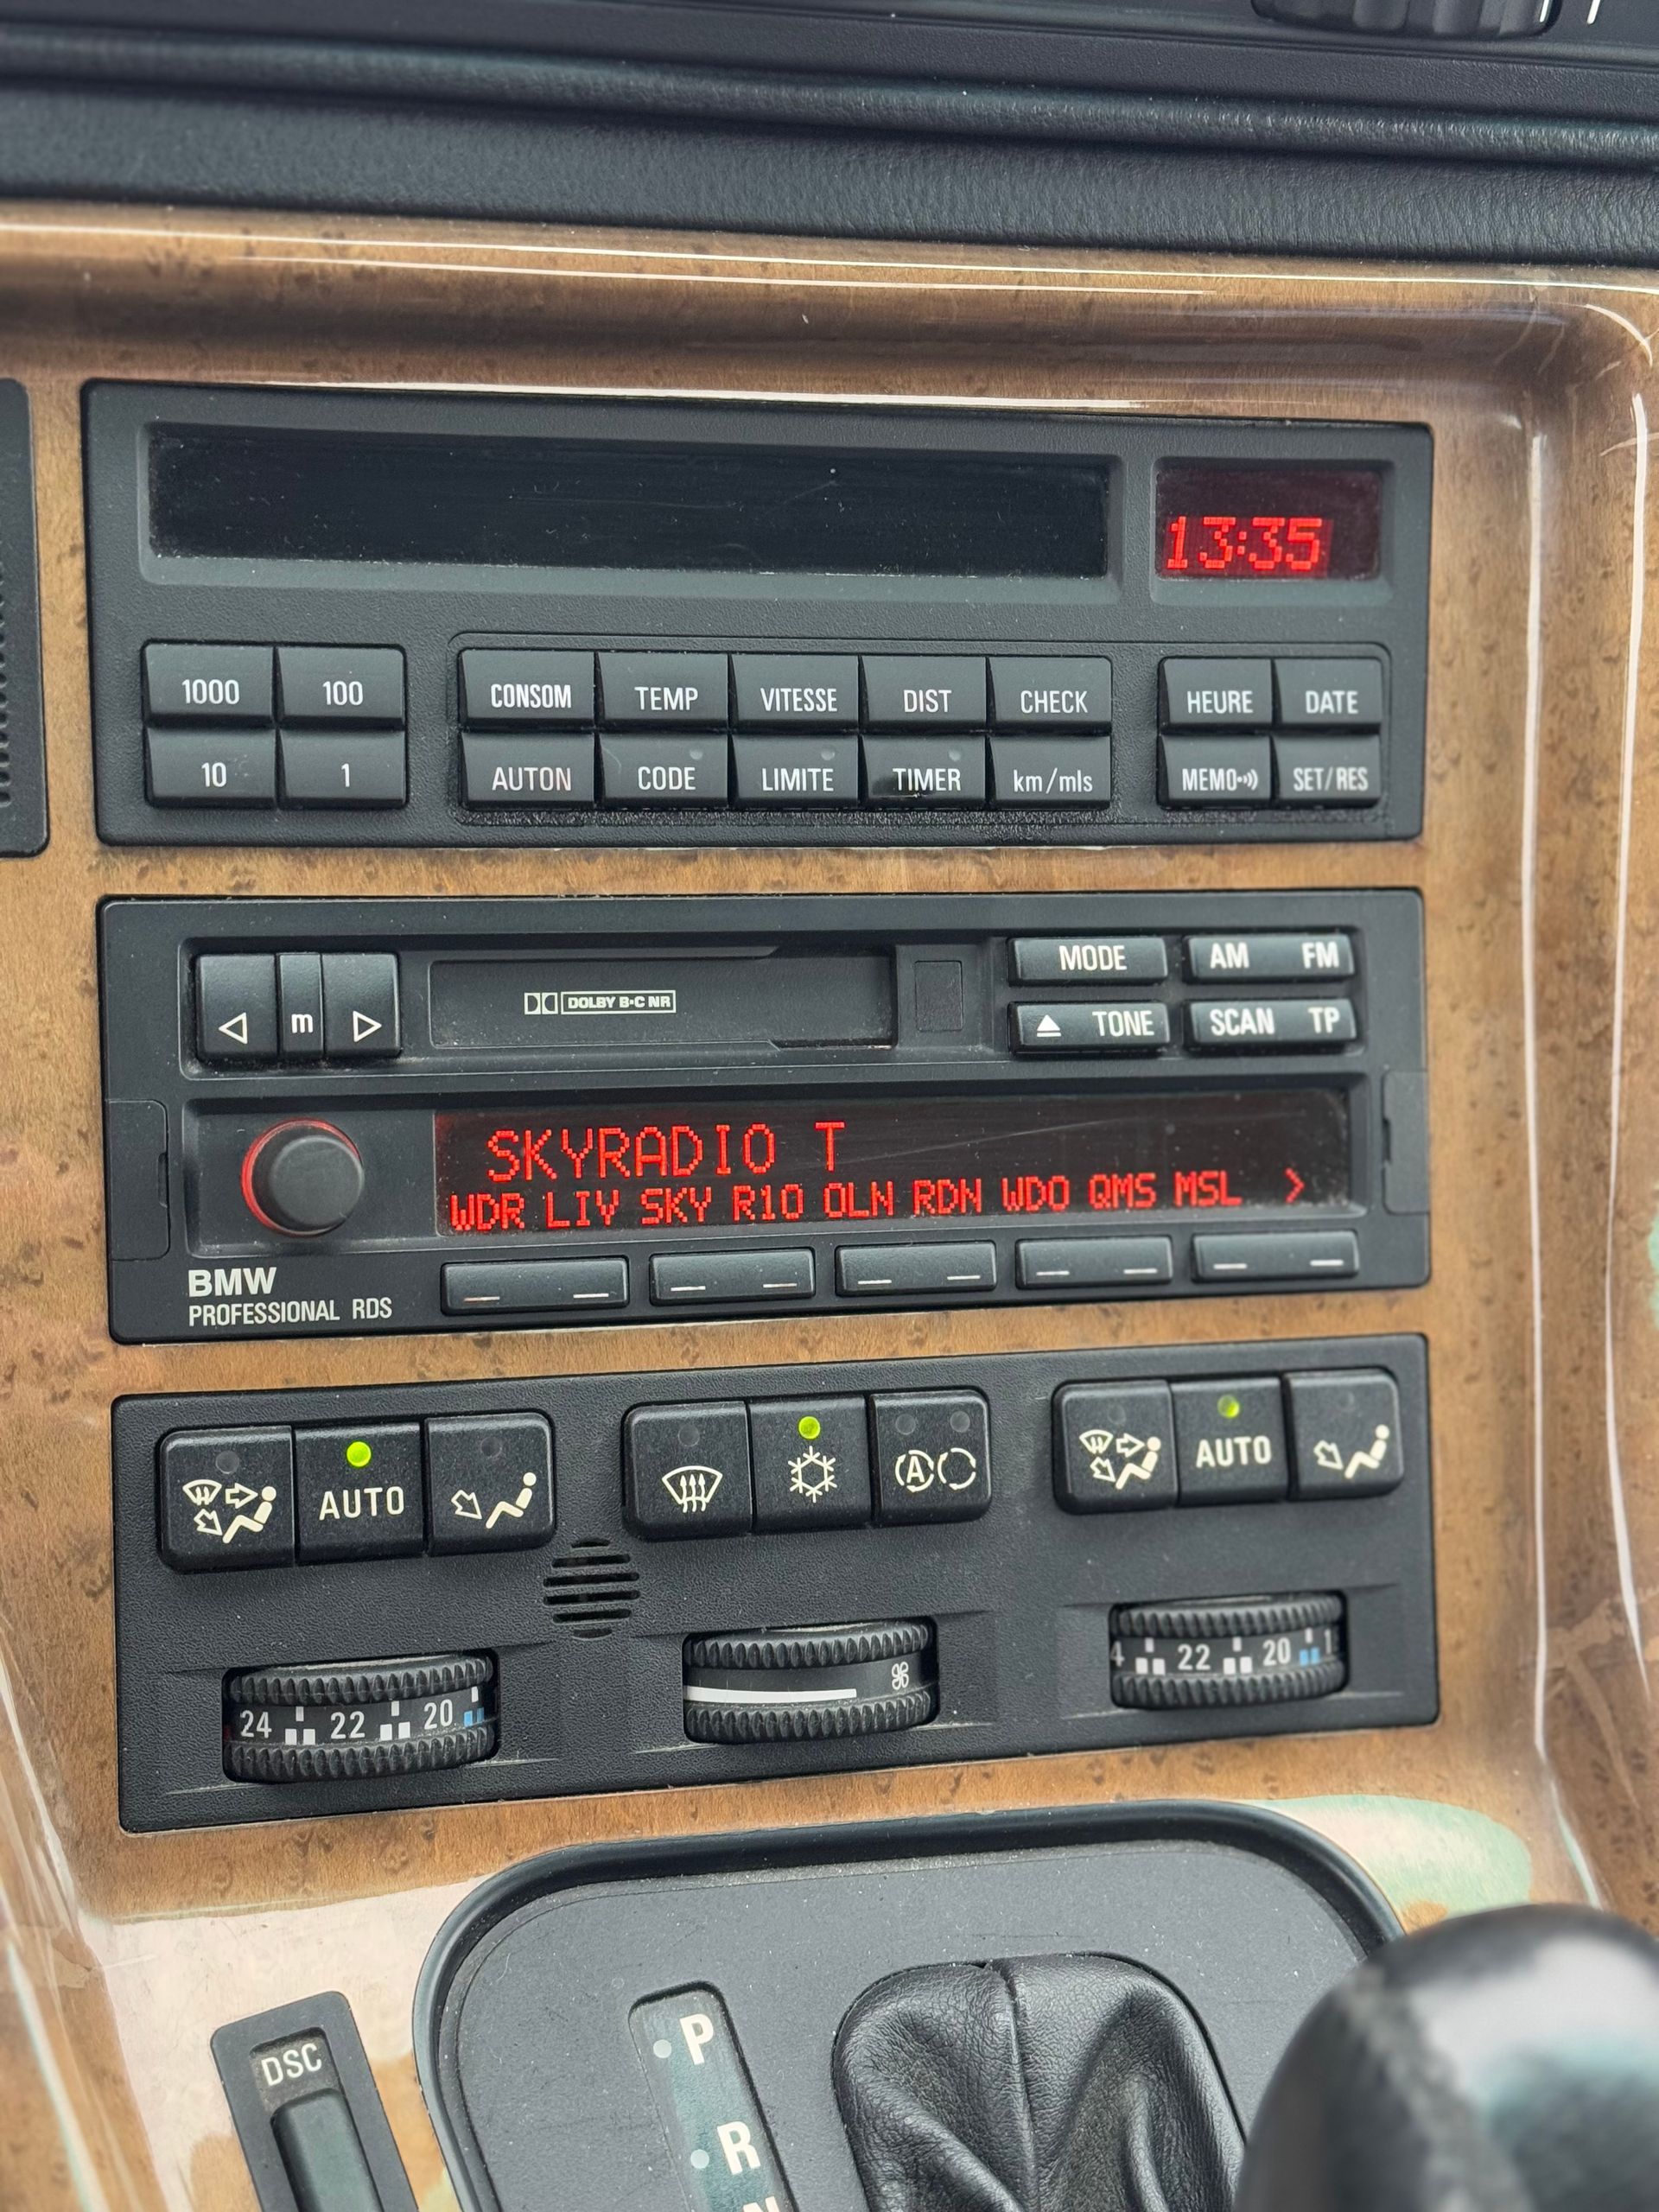 13:35
1000 100 CONSOM TEMP VITESSE DIST CHECK HEURE DATE
10 1 AUTON CODE LIMITE TIMER km/mls MEMO SET/RES
MODE AM FM
m DOLBY B·C NR TONE SCAN TP
SKYRADIO T
WDR LIV SKY R10 OLN RDN WDO QMS MSL >
BMW
PROFESSIONAL RDS
AUTO A AUTO
24 22 20 4 22 20 1
DSC
P
R
N